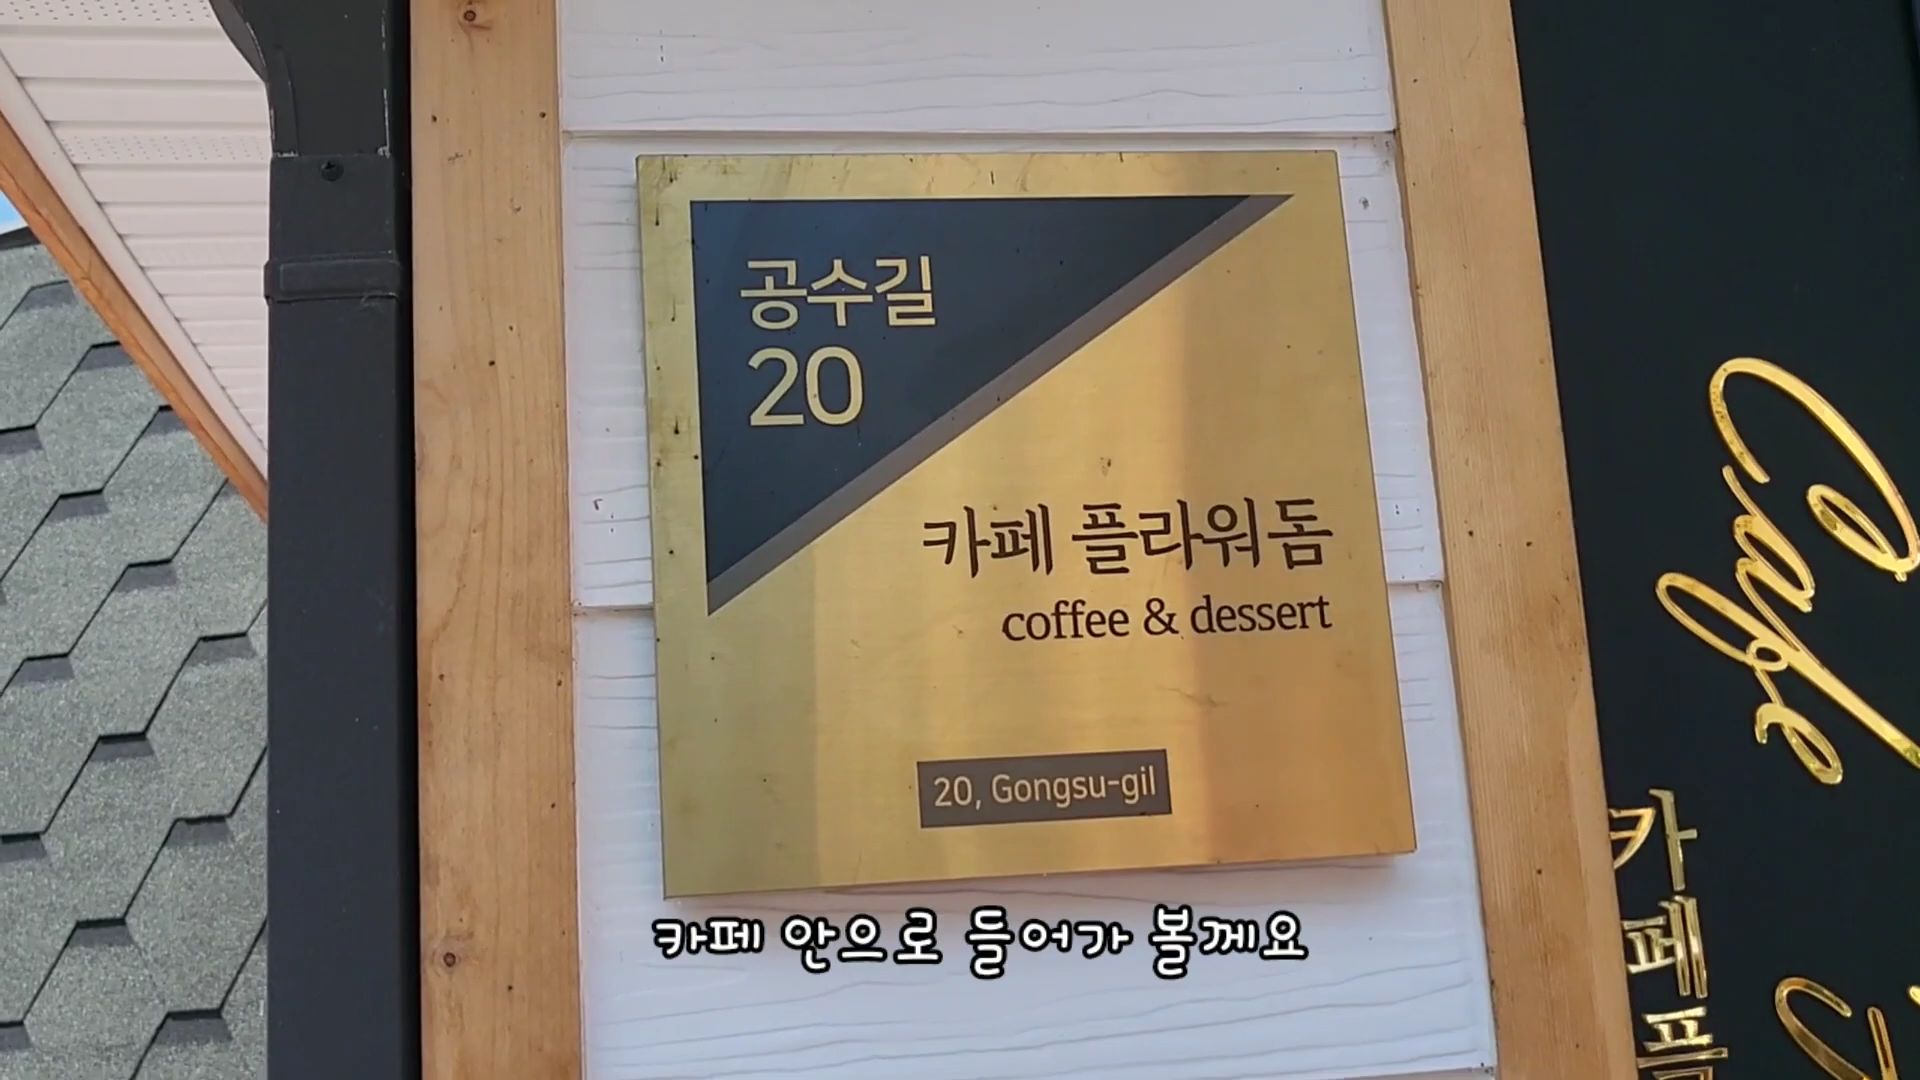 공수길
20
카페 플라워돔
coffee & dessert
20, Gongsu-gil
Cafe
카페
카페 안으로 들어가 볼께요